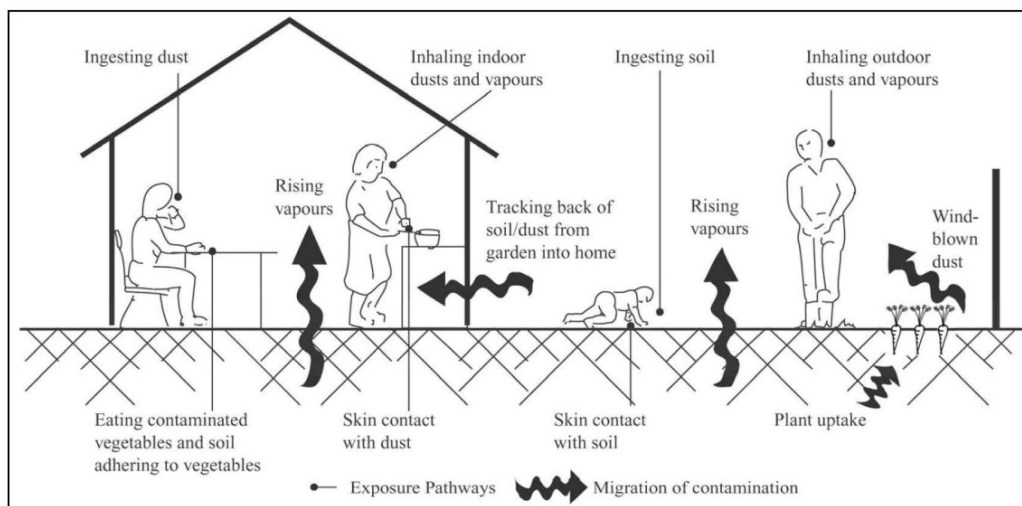 Ingesting dust
Inhaling indoor
dusts and vapours
Ingesting soil
Inhaling outdoor
dusts and vapours
Rising
vapours
Tracking back of
soil/dust from
garden into home
Rising
vapours
Wind-
blown
dust
Eating contaminated
vegetables and soil
adhering to vegetables
Skin contact
with dust
Skin contact
with soil
Plant uptake
Exposure Pathways
Migration of contamination